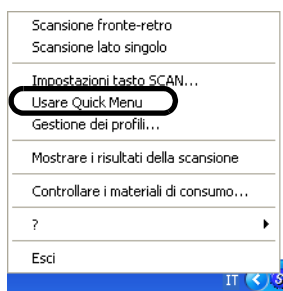 Scansione fronte-retro
Scansione lato singolo
Impostazioni tasto SCAN...
Usare Quick Menu
Gestione dei profili...
Mostrare i risultati della scansione
Controllare i materiali di consumo...
?
Esci
IT